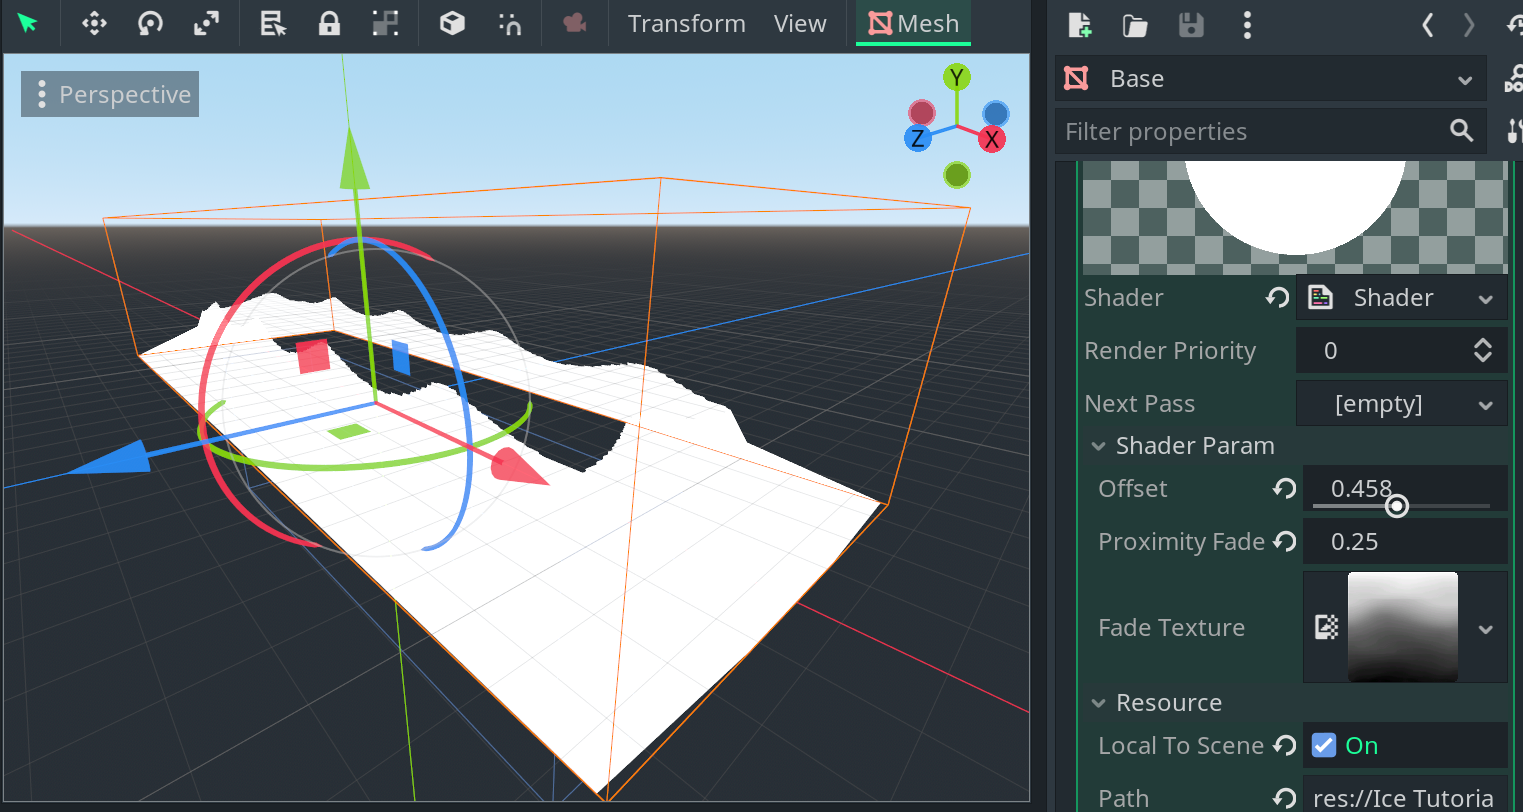 Transform View Mesh
Perspective
Y
Z
X
Base
Filter properties
Shader Shader
Render Priority 0
Next Pass [empty]
Shader Param
Offset 0.458
Proximity Fade 0.25
Fade Texture
Resource
Local To Scene On
Path res://Ice Tutoria